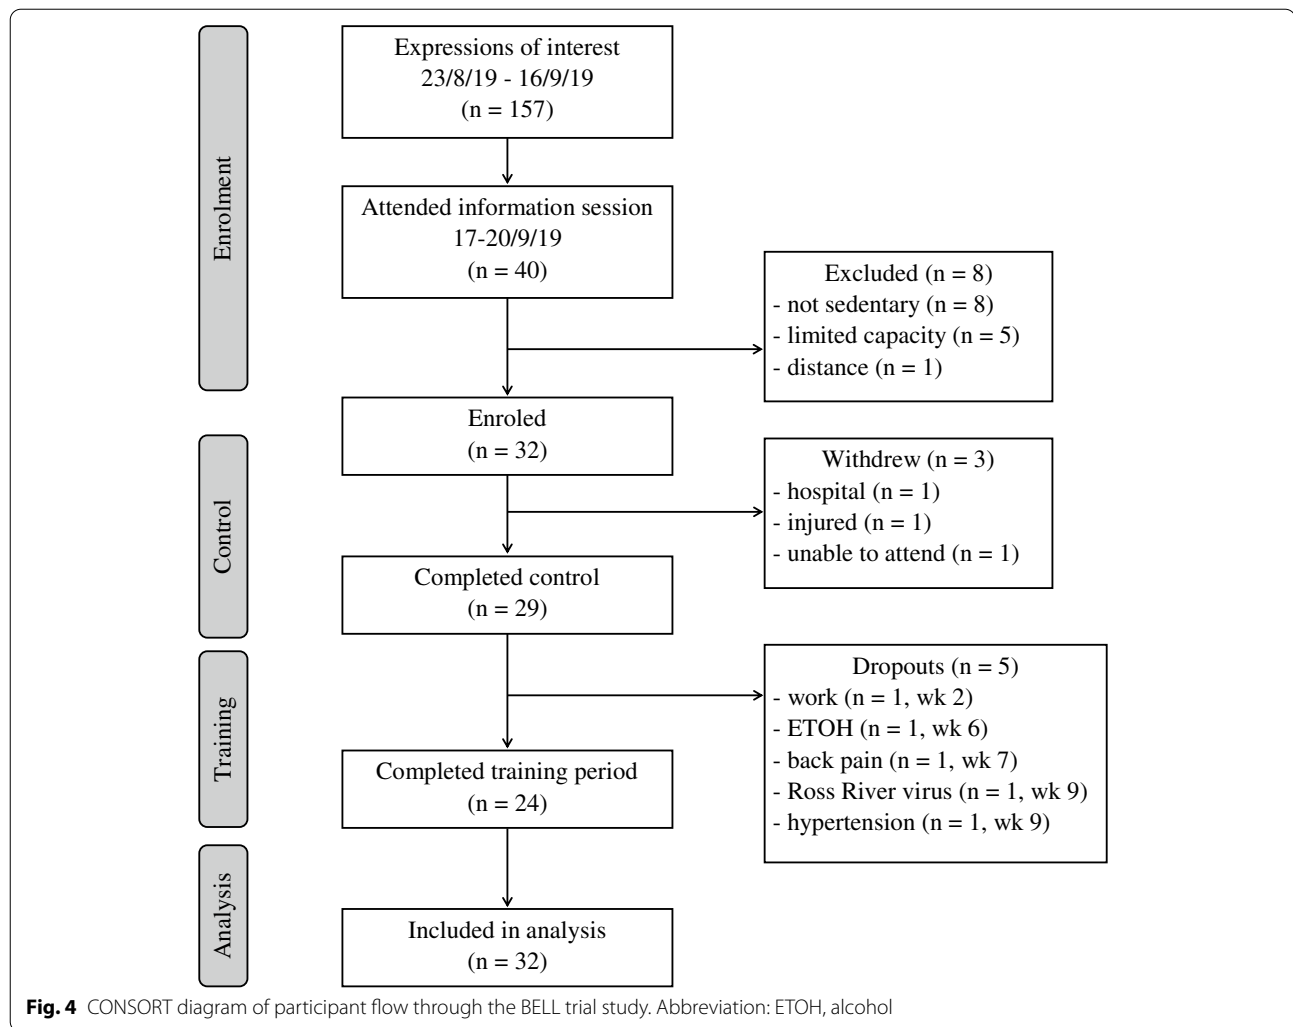 Enrolment
Expressions of interest
23/8/19 - 16/9/19
(n = 157)
Attended information session
17-20/9/19
(n = 40)
Excluded (n = 8)
- not sedentary (n = 8)
- limited capacity (n = 5)
- distance (n = 1)
Enroled
(n = 32)
Control
Withdrew (n = 3)
- hospital (n = 1)
- injured (n = 1)
- unable to attend (n = 1)
Completed control
(n = 29)
Training
Dropouts (n = 5)
- work (n = 1, wk 2)
- ETOH (n = 1, wk 6)
- back pain (n = 1, wk 7)
- Ross River virus (n = 1, wk 9)
- hypertension (n = 1, wk 9)
Completed training period
(n = 24)
Analysis
Included in analysis
(n = 32)
Fig. 4 CONSORT diagram of participant flow through the BELL trial study. Abbreviation: ETOH, alcohol